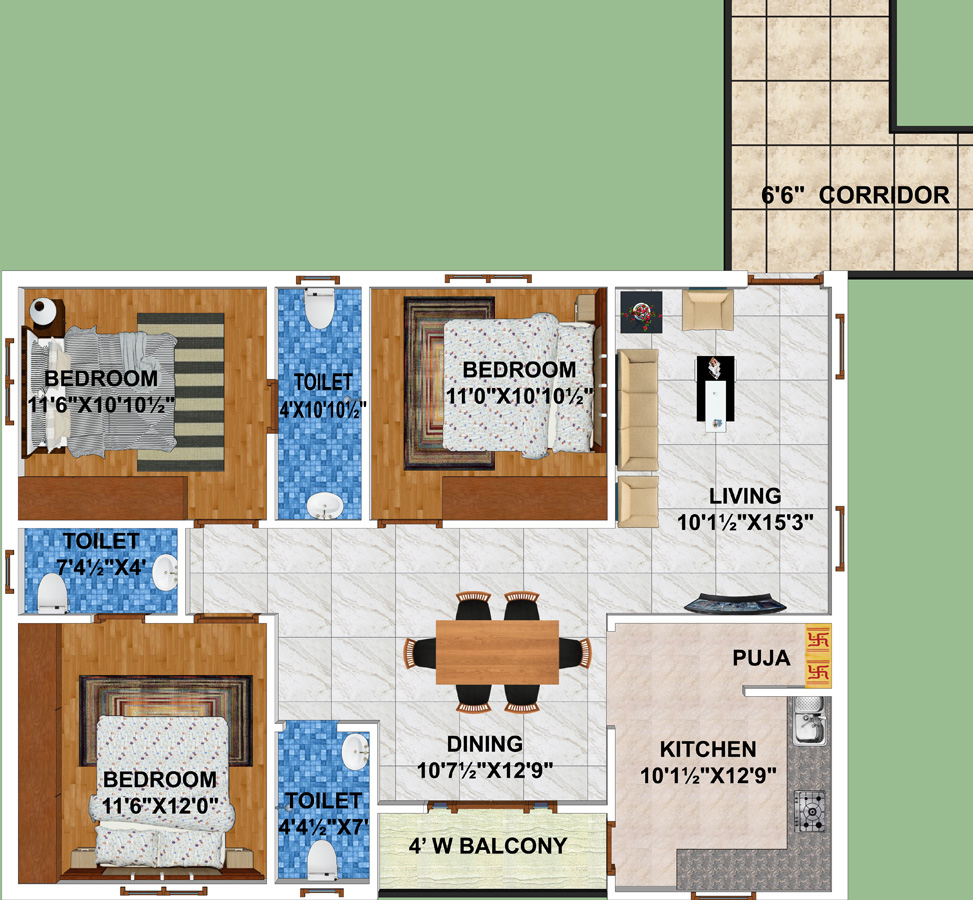 6'6" CORRIDOR
BEDROOM
11'6"X10'10½"
TOILET
4'X10'10½"
BEDROOM
11'0"X10'10½"
LIVING
10'1½"X15'3"
TOILET
7'4½"X4'
PUJA
DINING
10'7½"X12'9"
KITCHEN
10'1½"X12'9"
BEDROOM
11'6"X12'0"
TOILET
4'4½"X7'
4’ W BALCONY